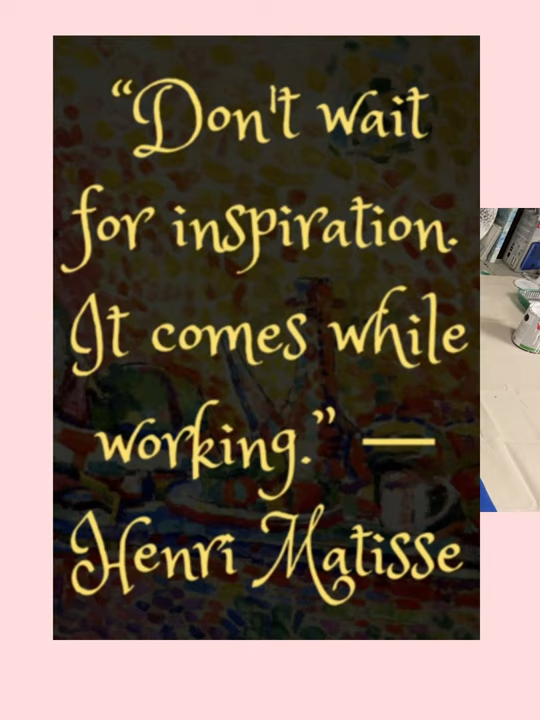 “Don't wait
for inspiration.
It comes while
working.” —
Henri Matisse